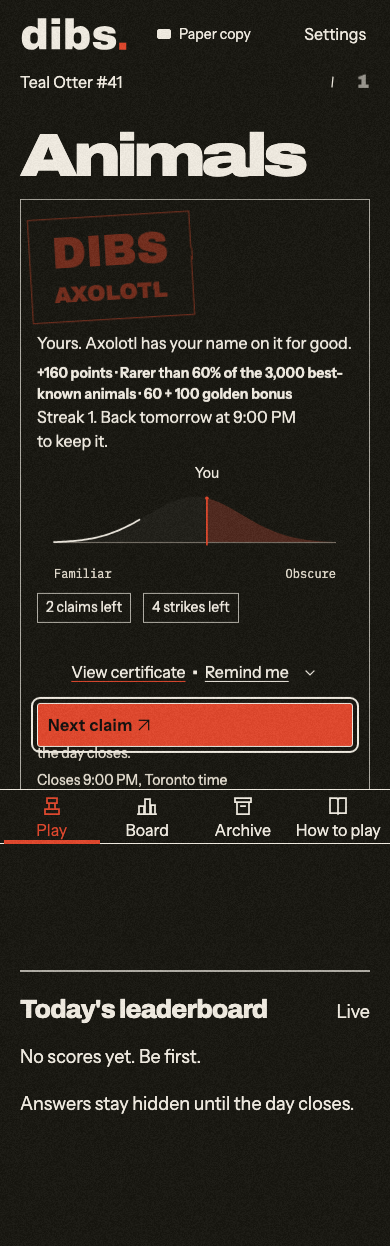 dibs.
Paper copy
Settings
Teal Otter #41
1
Animals
DIBS
AXOLOTL
Yours. Axolotl has your name on it for good.
+160 points · Rarer than 60% of the 3,000 best-
known animals · 60 + 100 golden bonus
Streak 1. Back tomorrow at 9:00 PM
to keep it.
You
Familiar
Obscure
2 claims left
4 strikes left
View certificate · Remind me
Next claim
the day closes.
Closes 9:00 PM, Toronto time
Play
Board
Archive
How to play
Today's leaderboard
Live
No scores yet. Be first.
Answers stay hidden until the day closes.